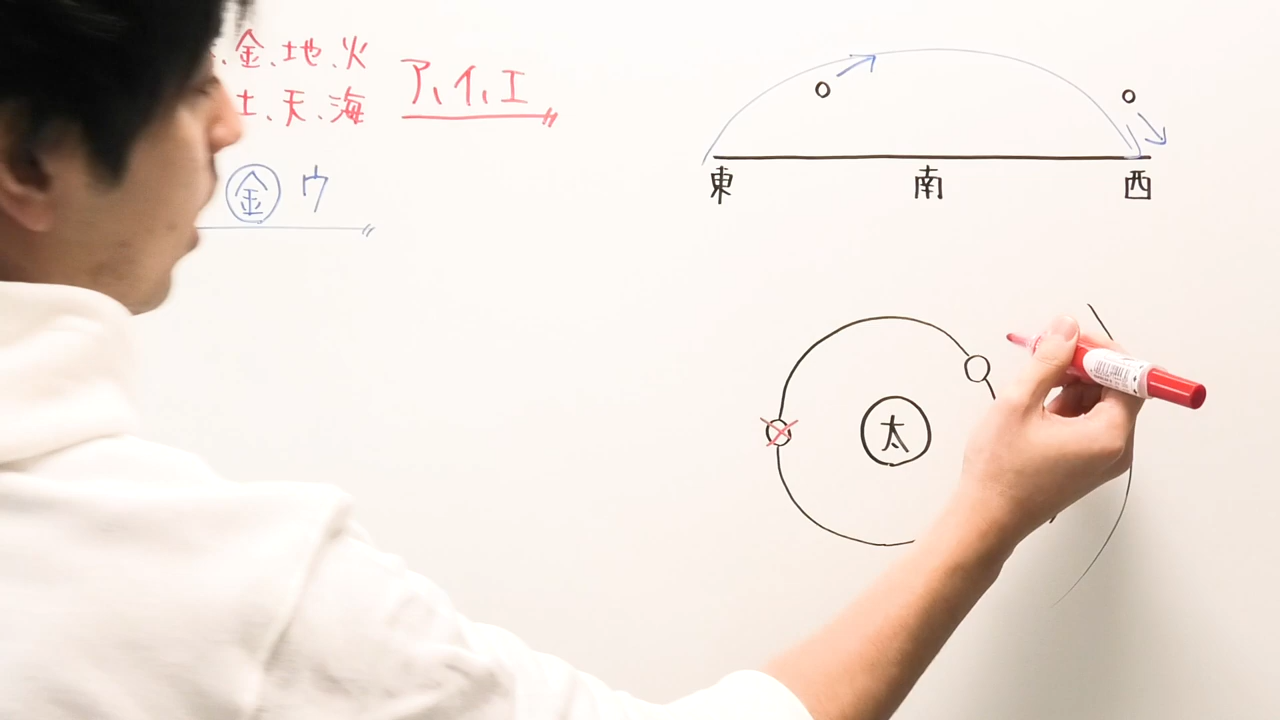 金、地、火
土、天、海
ア、イ、エ
金 ウ
東 南 西
太